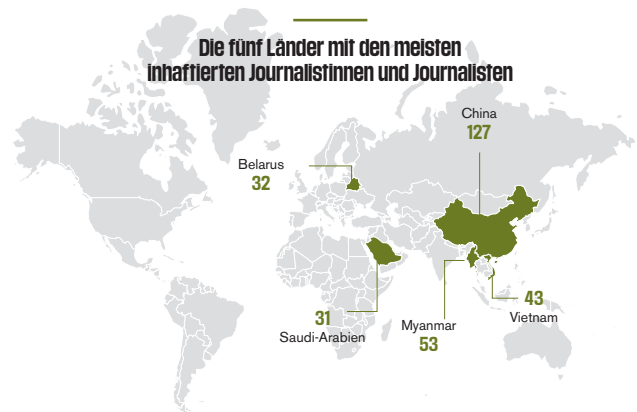 Die fünf Länder mit den meisten
inhaftierten Journalistinnen und Journalisten
China
127
Belarus
32
31
Saudi-Arabien
Myanmar
53
43
Vietnam